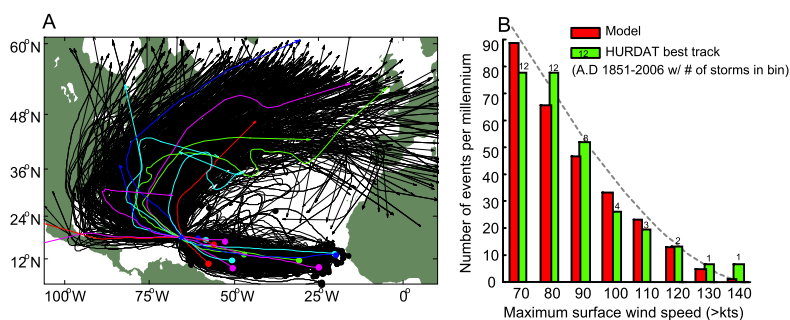 A
60°N
48°N
36°N
24°N
12°N
100°W
75°W
50°W
25°W
0°
B
Model
12 HURDAT best track
(A.D 1851-2006 w/ # of storms in bin)
Number of events per millennium
90
80
70
60
50
40
30
20
10
0
12
12
6
4
3
2
1
1
70 80 90 100 110 120 130 140
Maximum surface wind speed (>kts)